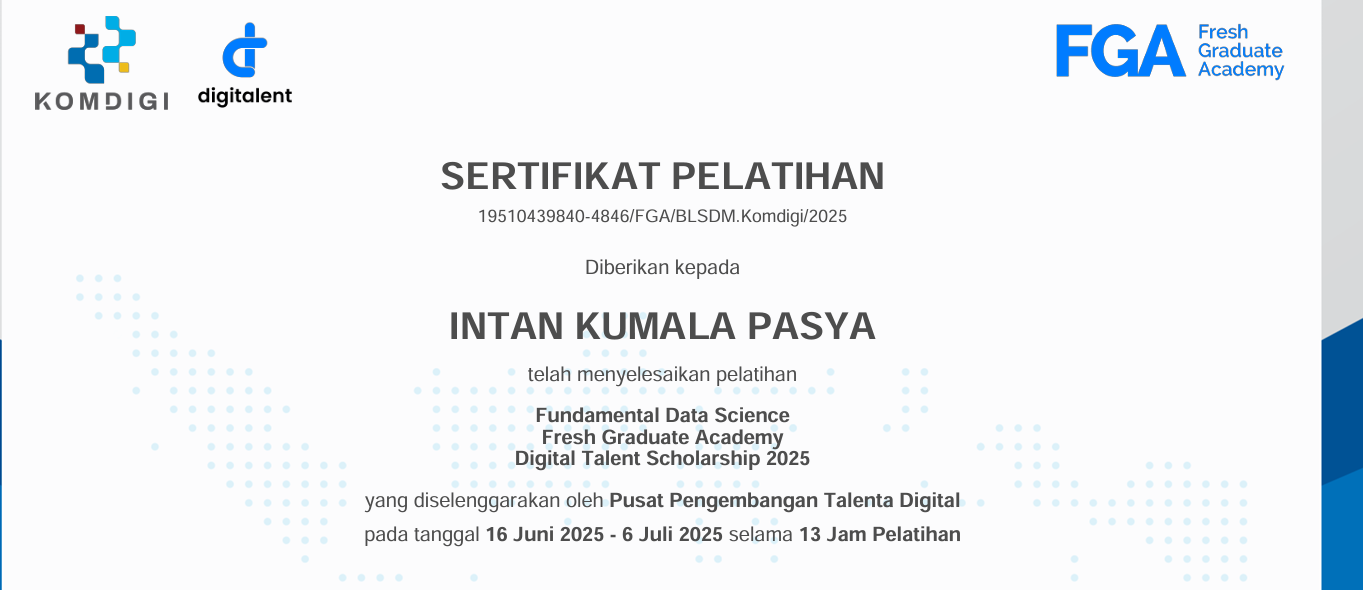 KOMDIGI
digitalent
FGA
Fresh
Graduate
Academy
SERTIFIKAT PELATIHAN
19510439840-4846/FGA/BLSDM.Komdigi/2025
Diberikan kepada
INTAN KUMALA PASYA
telah menyelesaikan pelatihan
Fundamental Data Science
Fresh Graduate Academy
Digital Talent Scholarship 2025
yang diselenggarakan oleh Pusat Pengembangan Talenta Digital
pada tanggal 16 Juni 2025 - 6 Juli 2025 selama 13 Jam Pelatihan